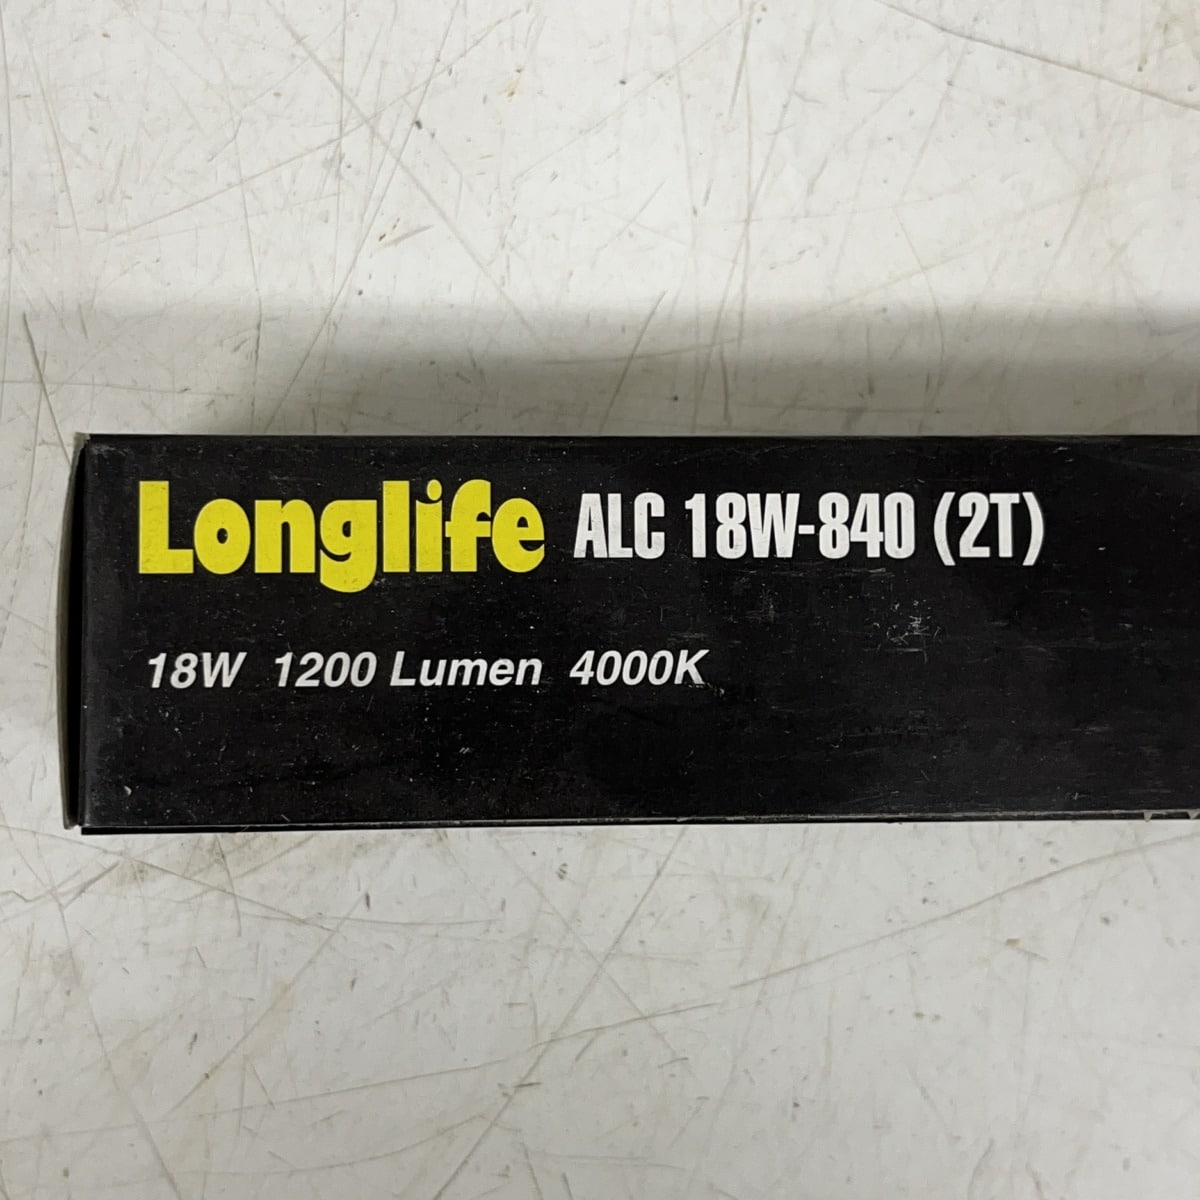 Longlife ALC 18W-840 (2T)
18W 1200 Lumen 4000K